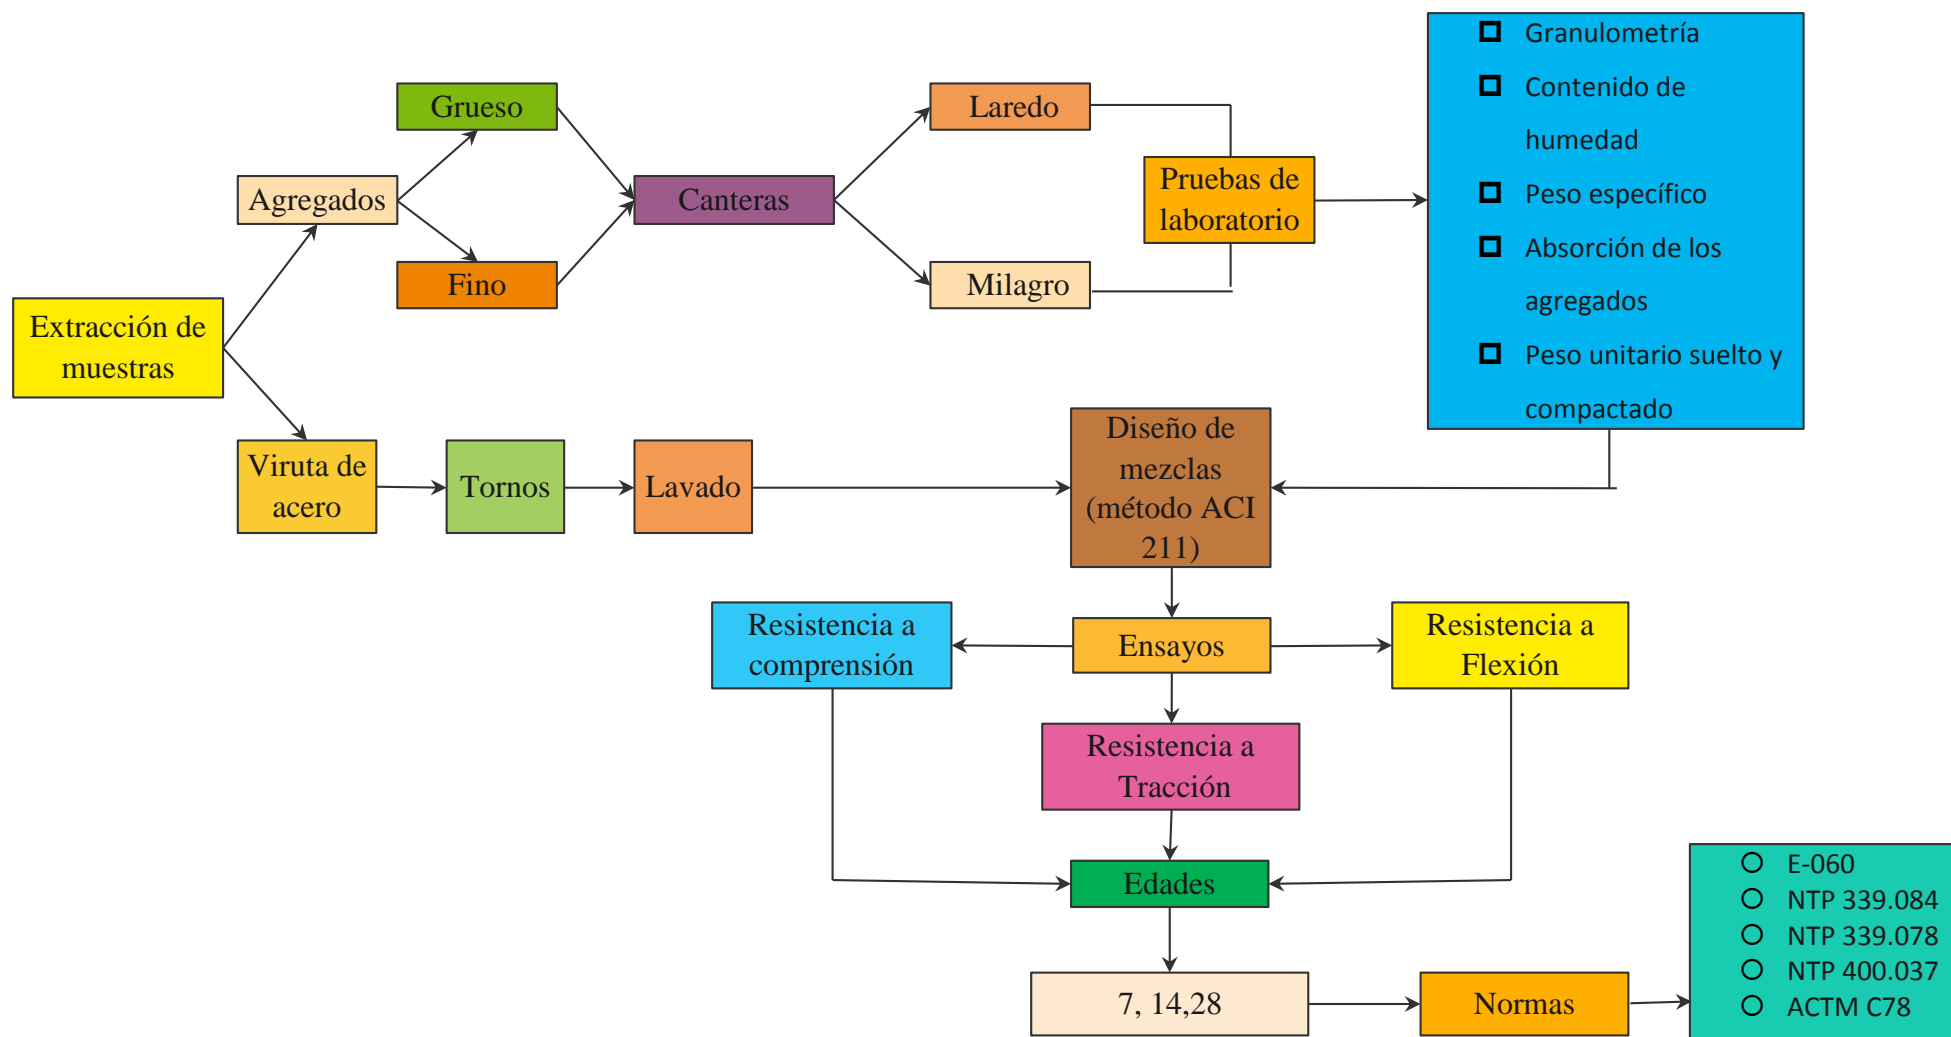 Granulometría
Contenido de
humedad
Peso específico
Absorción de los
agregados
Peso unitario suelto y
compactado
Grueso
Laredo
Agregados
Canteras
Pruebas de
laboratorio
Fino
Milagro
Extracción de
muestras
Viruta de
acero
Tornos
Lavado
Diseño de
mezclas
(método ACI
211)
Resistencia a
comprensión
Ensayos
Resistencia a
Flexión
Resistencia a
Tracción
Edades
7, 14,28
Normas
E-060
NTP 339.084
NTP 339.078
NTP 400.037
ACTM C78